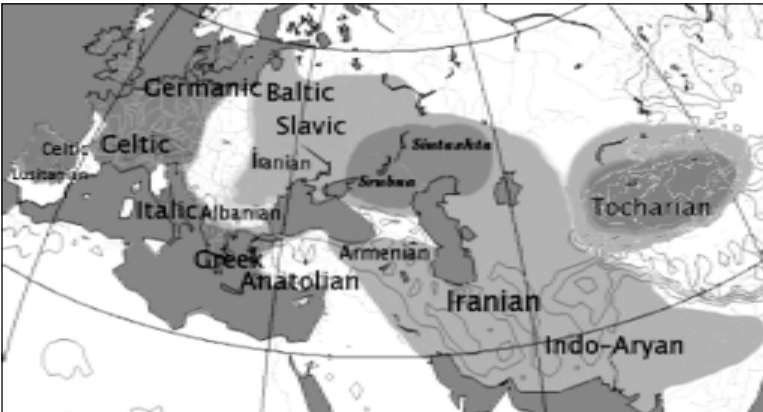 Germanic
Baltic
Slavic
Celtic
Celtic
Lusitanian
Iranian
Sintashta
Srubna
Italic
Albanian
Tocharian
Greek
Armenian
Anatolian
Iranian
Indo-Aryan